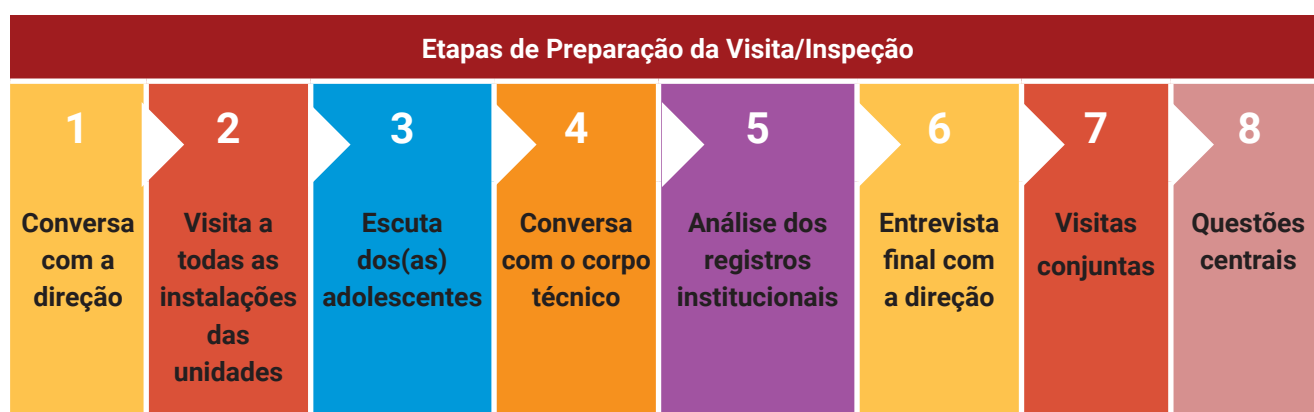 Etapas de Preparação da Visita/Inspeção
1
Conversa
com a
direção
2
Visita a
todas as
instalações
das
unidades
3
Escuta
dos(as)
adolescentes
4
Conversa
com o corpo
técnico
5
Análise dos
registros
institucionais
6
Entrevista
final com
a direção
7
Visitas
conjuntas
8
Questões
centrais